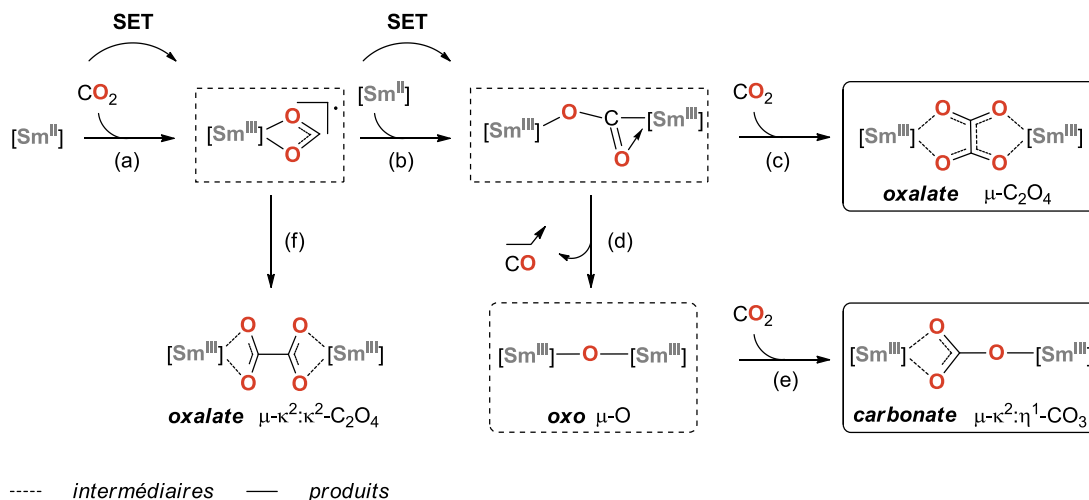 SET SET
CO₂ [Smᴵᴵ] CO₂
[Smᴵᴵ] (a) [Smᴵᴵᴵ] O O · (b) [Smᴵᴵᴵ] O C O [Smᴵᴵᴵ] (c) [Smᴵᴵᴵ] O O O O [Smᴵᴵᴵ]
oxalate μ-C₂O₄
(f) CO (d)
CO₂
[Smᴵᴵᴵ] O O O O [Smᴵᴵᴵ] [Smᴵᴵᴵ] O [Smᴵᴵᴵ] (e) [Smᴵᴵᴵ] O O O [Smᴵᴵᴵ]
oxalate μ-κ²:κ²-C₂O₄ oxo μ-O carbonate μ-κ²:η¹-CO₃
intermédiaires produits